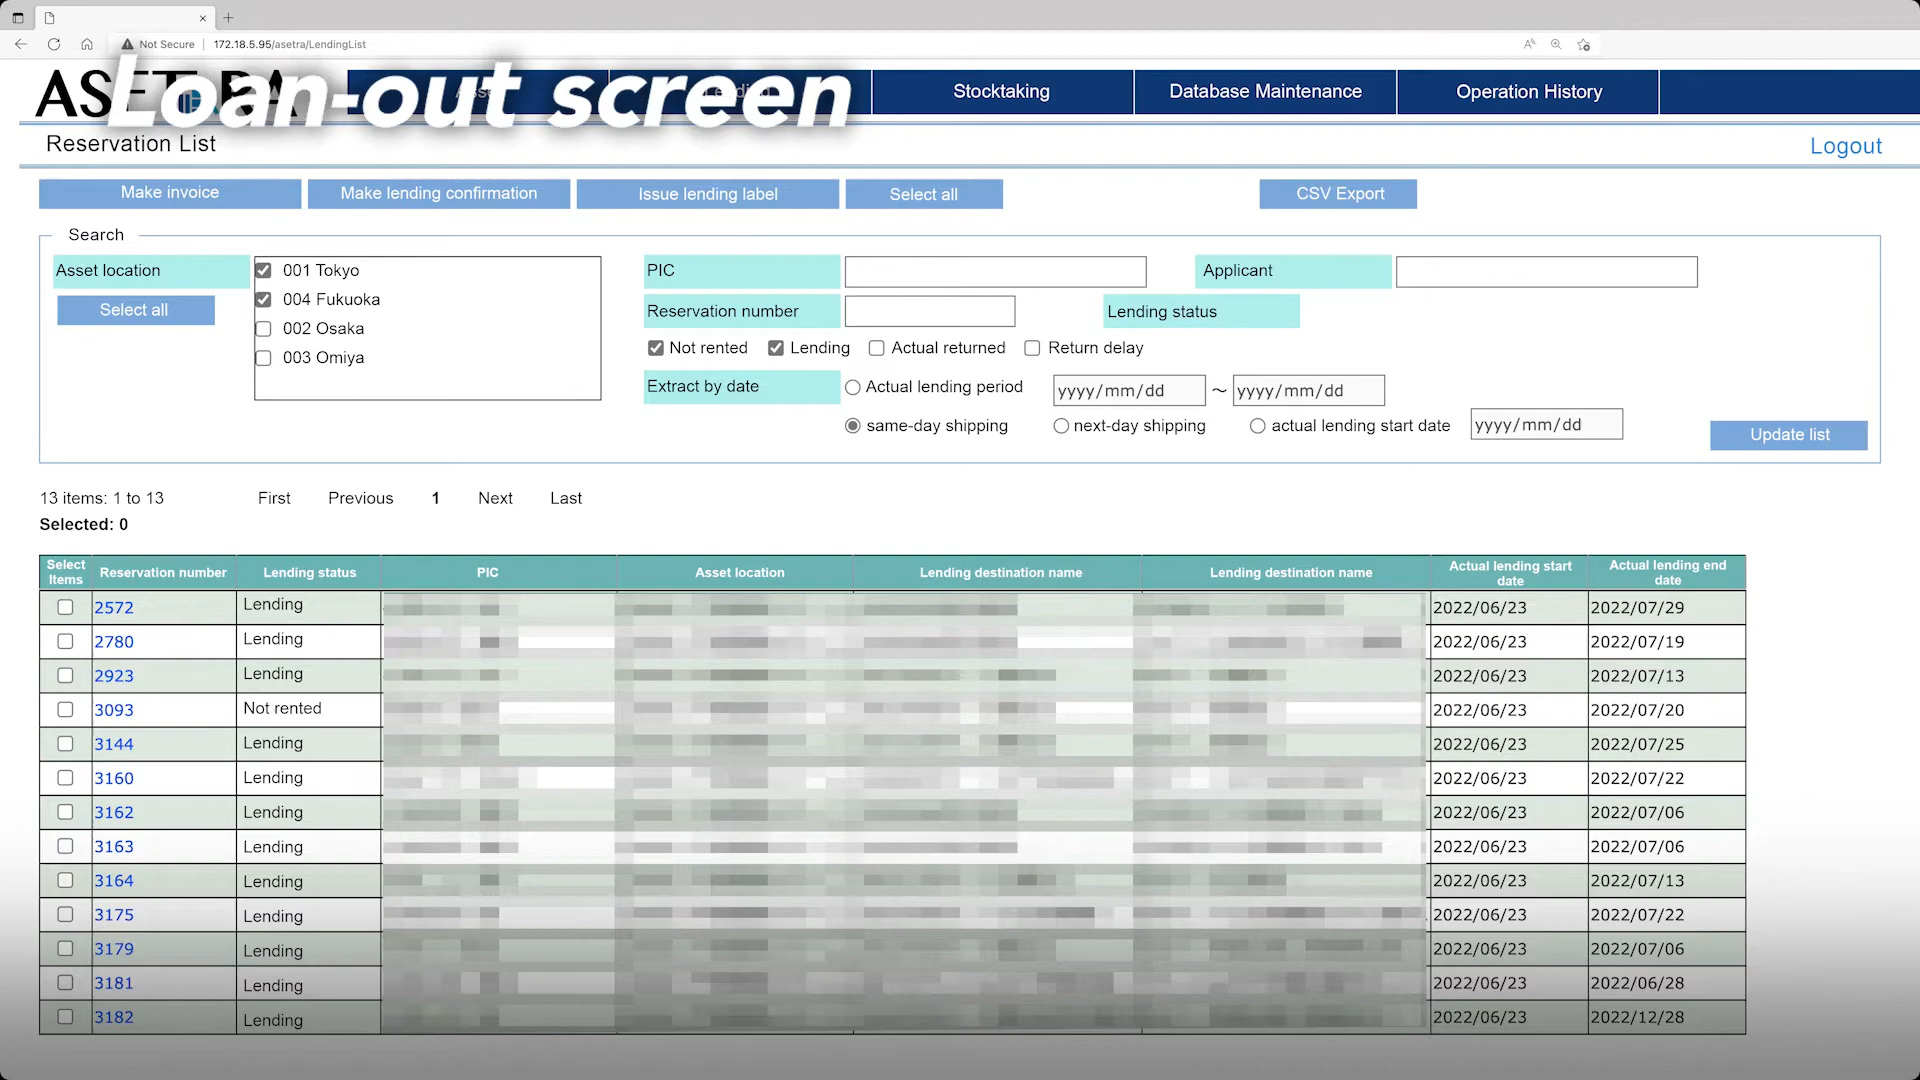 Not Secure 172.18.5.95/asetra/LendingList
Loan-out screen
Stocktaking Database Maintenance Operation History
Reservation List Logout
Make invoice Make lending confirmation Issue lending label Select all CSV Export
Search
Asset location 001 Tokyo PIC Applicant
Select all 004 Fukuoka Reservation number Lending status
002 Osaka
003 Omiya Not rented Lending Actual returned Return delay
Extract by date Actual lending period yyyy/mm/dd ~ yyyy/mm/dd
same-day shipping next-day shipping actual lending start date yyyy/mm/dd Update list
13 items: 1 to 13 First Previous 1 Next Last
Selected: 0
Select Items Reservation number Lending status PIC Asset location Lending destination name Lending destination name Actual lending start date Actual lending end date
2572 Lending 2022/06/23 2022/07/29
2780 Lending 2022/06/23 2022/07/19
2923 Lending 2022/06/23 2022/07/13
3093 Not rented 2022/06/23 2022/07/20
3144 Lending 2022/06/23 2022/07/25
3160 Lending 2022/06/23 2022/07/22
3162 Lending 2022/06/23 2022/07/06
3163 Lending 2022/06/23 2022/07/06
3164 Lending 2022/06/23 2022/07/13
3175 Lending 2022/06/23 2022/07/22
3179 Lending 2022/06/23 2022/07/06
3181 Lending 2022/06/23 2022/06/28
3182 Lending 2022/06/23 2022/12/28